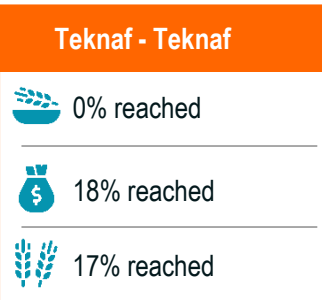 Teknaf - Teknaf
0% reached
$ 18% reached
17% reached